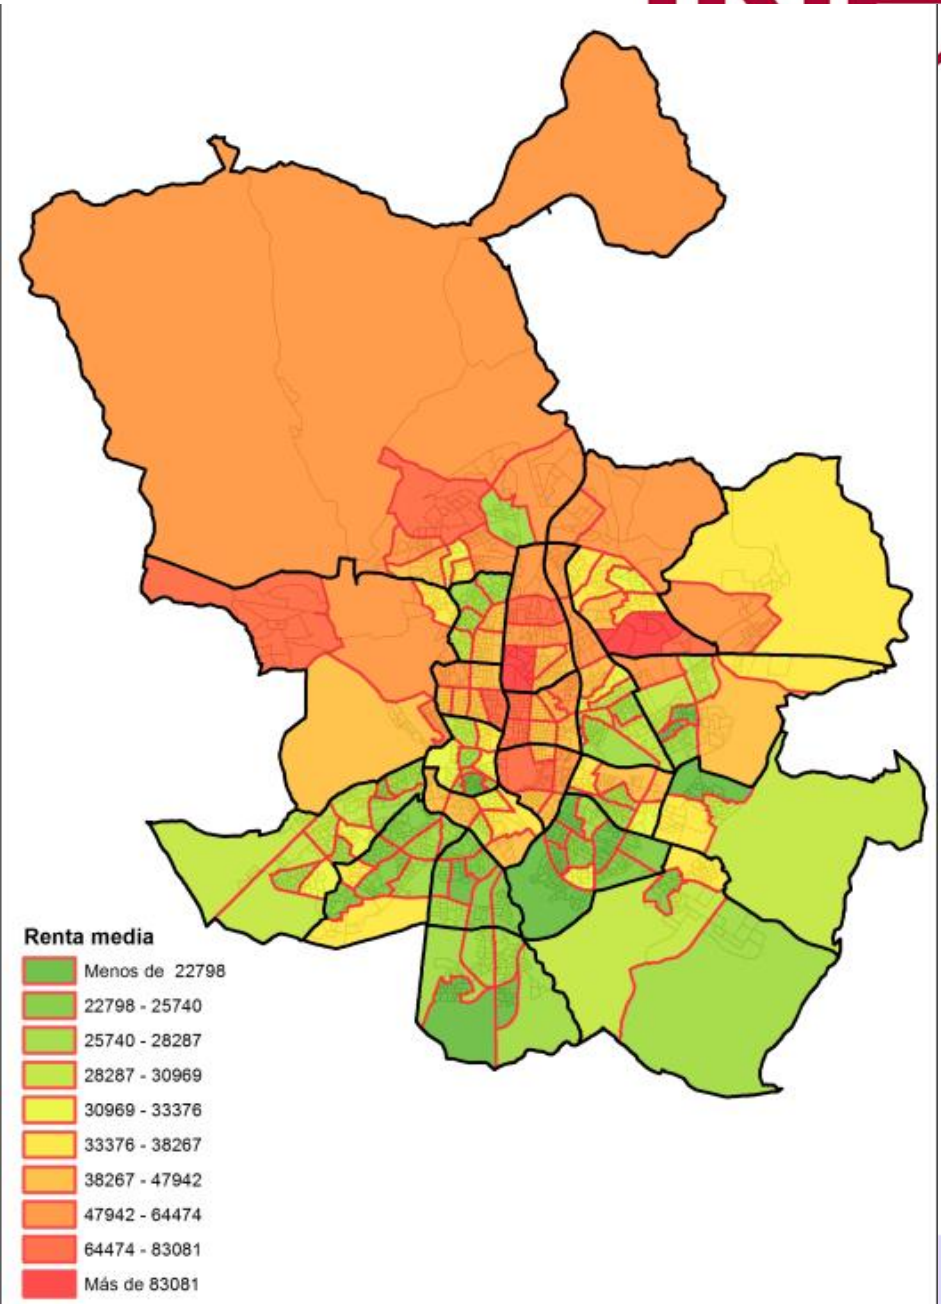 Renta media
Menos de 22798
22798 - 25740
25740 - 28287
28287 - 30969
30969 - 33376
33376 - 38267
38267 - 47942
47942 - 64474
64474 - 83081
Más de 83081